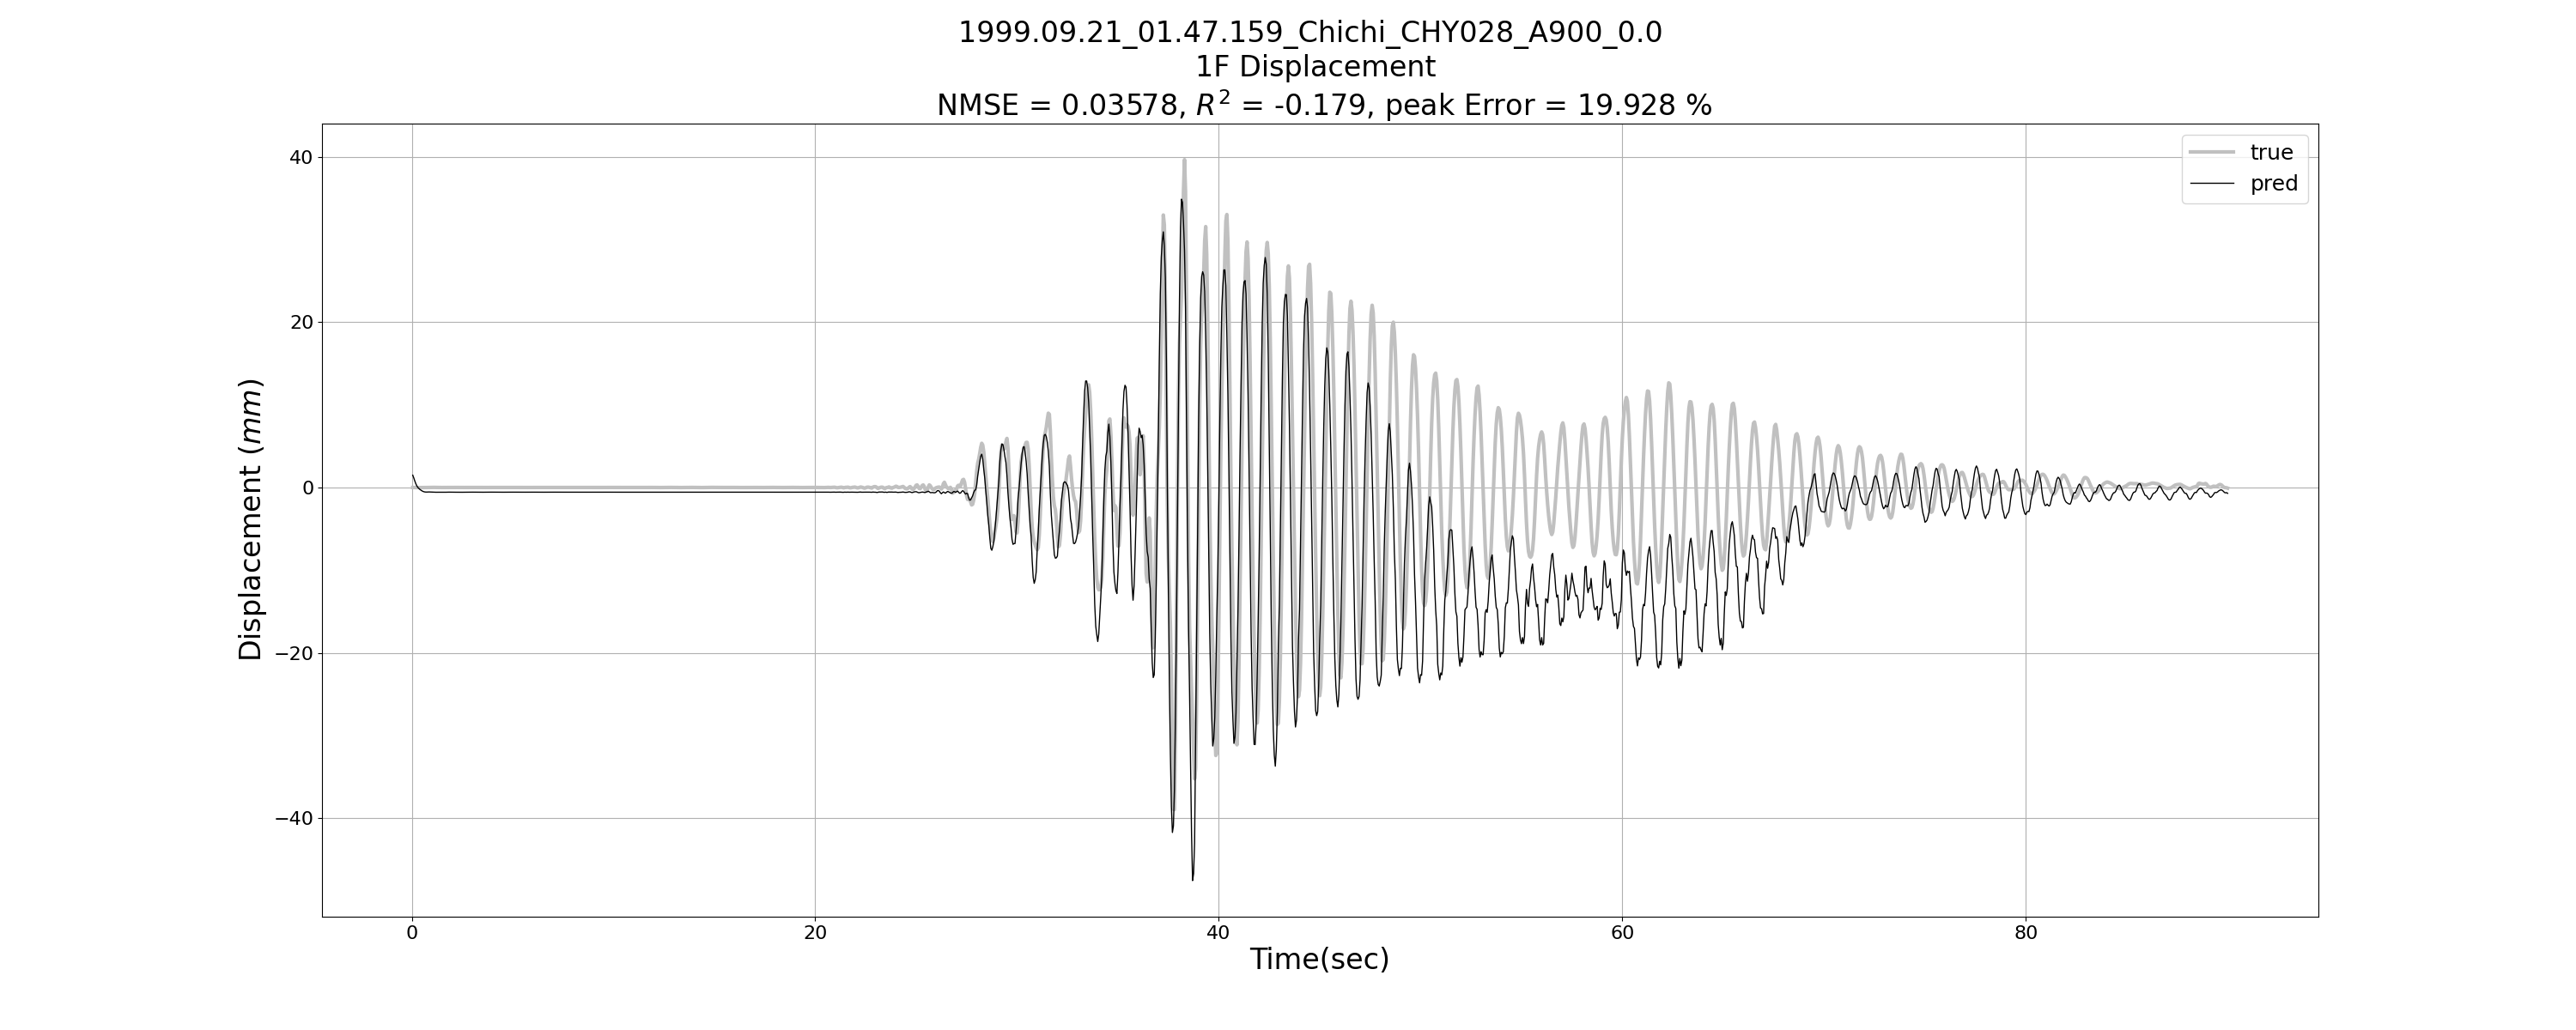 1999.09.21_01.47.159_Chichi_CHY028_A900_0.0
1F Displacement
NMSE = 0.03578, R² = -0.179, peak Error = 19.928 %
true
pred
40
20
0
−20
−40
Displacement (mm)
0
20
40
60
80
Time(sec)